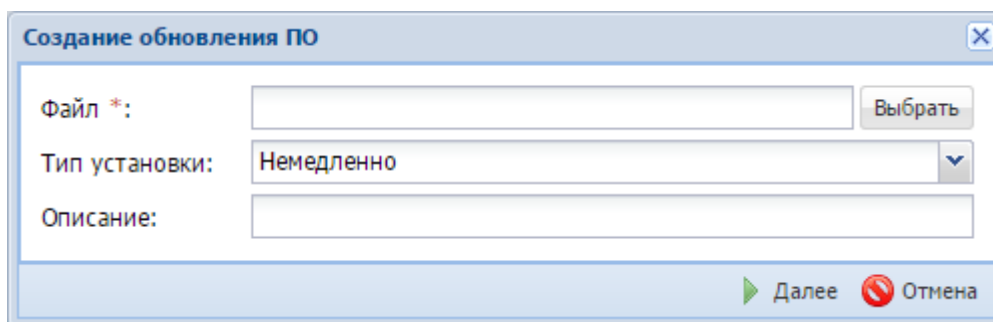 Создание обновления ПО
Файл *: Выбрать
Тип установки: Немедленно
Описание:
Далее Отмена